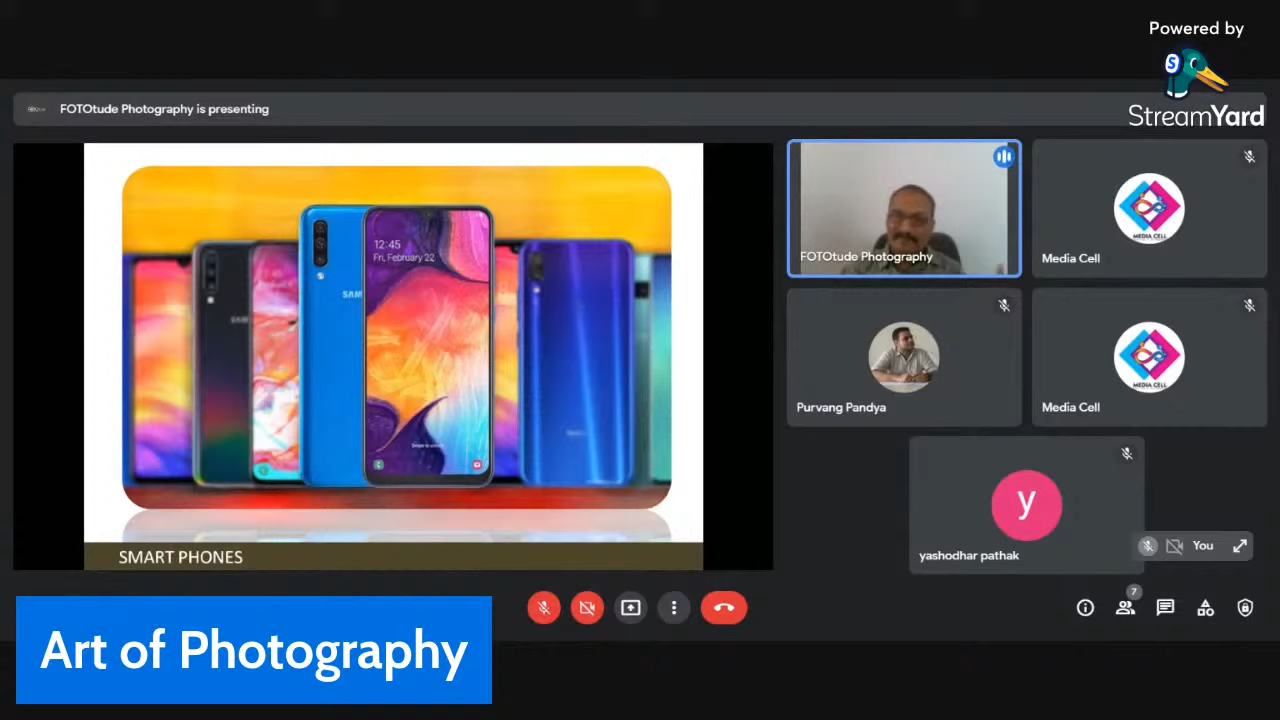 Powered by
StreamYard
FOTOtude Photography is presenting
12:45
Fri, February 22
SAM
SMART PHONES
FOTOtude Photography
MEDIA CELL
Media Cell
Purvang Pandya
MEDIA CELL
Media Cell
y
yashodhar pathak
You
7
Art of Photography